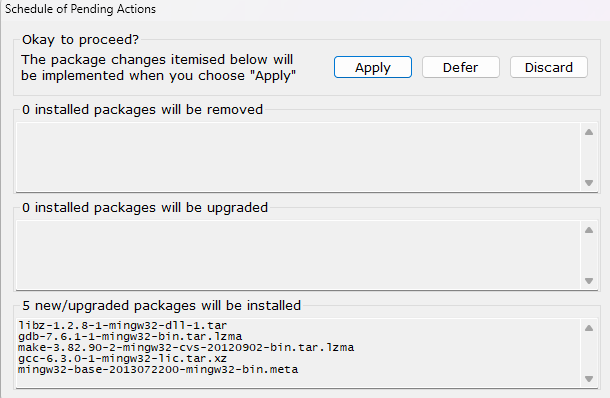 Schedule of Pending Actions
Okay to proceed?
The package changes itemised below will
be implemented when you choose "Apply"
Apply
Defer
Discard
0 installed packages will be removed
0 installed packages will be upgraded
5 new/upgraded packages will be installed
libz-1.2.8-1-mingw32-dll-1.tar
gdb-7.6.1-1-mingw32-bin.tar.lzma
make-3.82.90-2-mingw32-cvs-20120902-bin.tar.lzma
gcc-6.3.0-1-mingw32-lic.tar.xz
mingw32-base-2013072200-mingw32-bin.meta